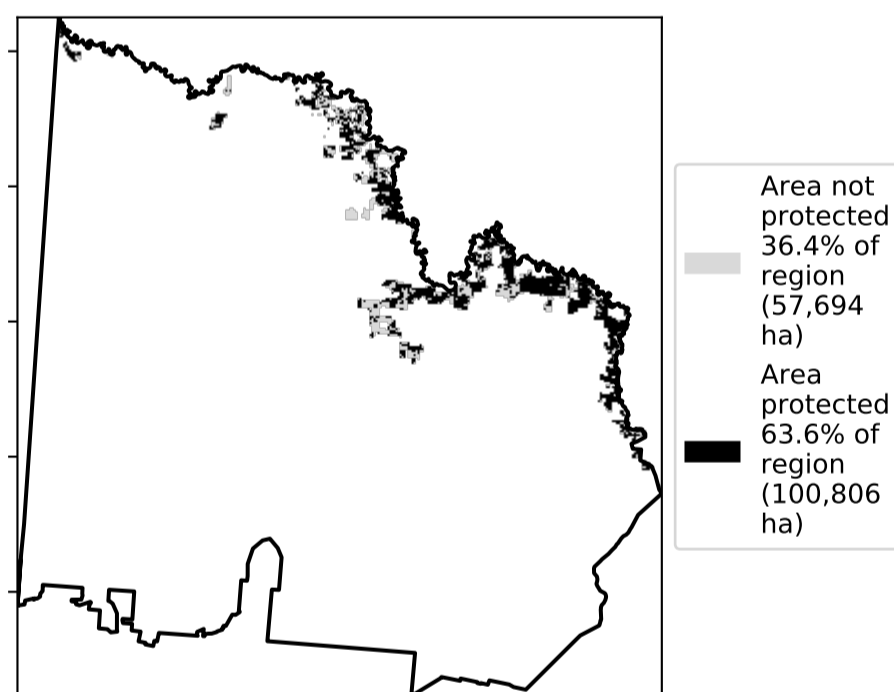 Area not
protected
36.4% of
region
(57,694
ha)
Area
protected
63.6% of
region
(100,806
ha)